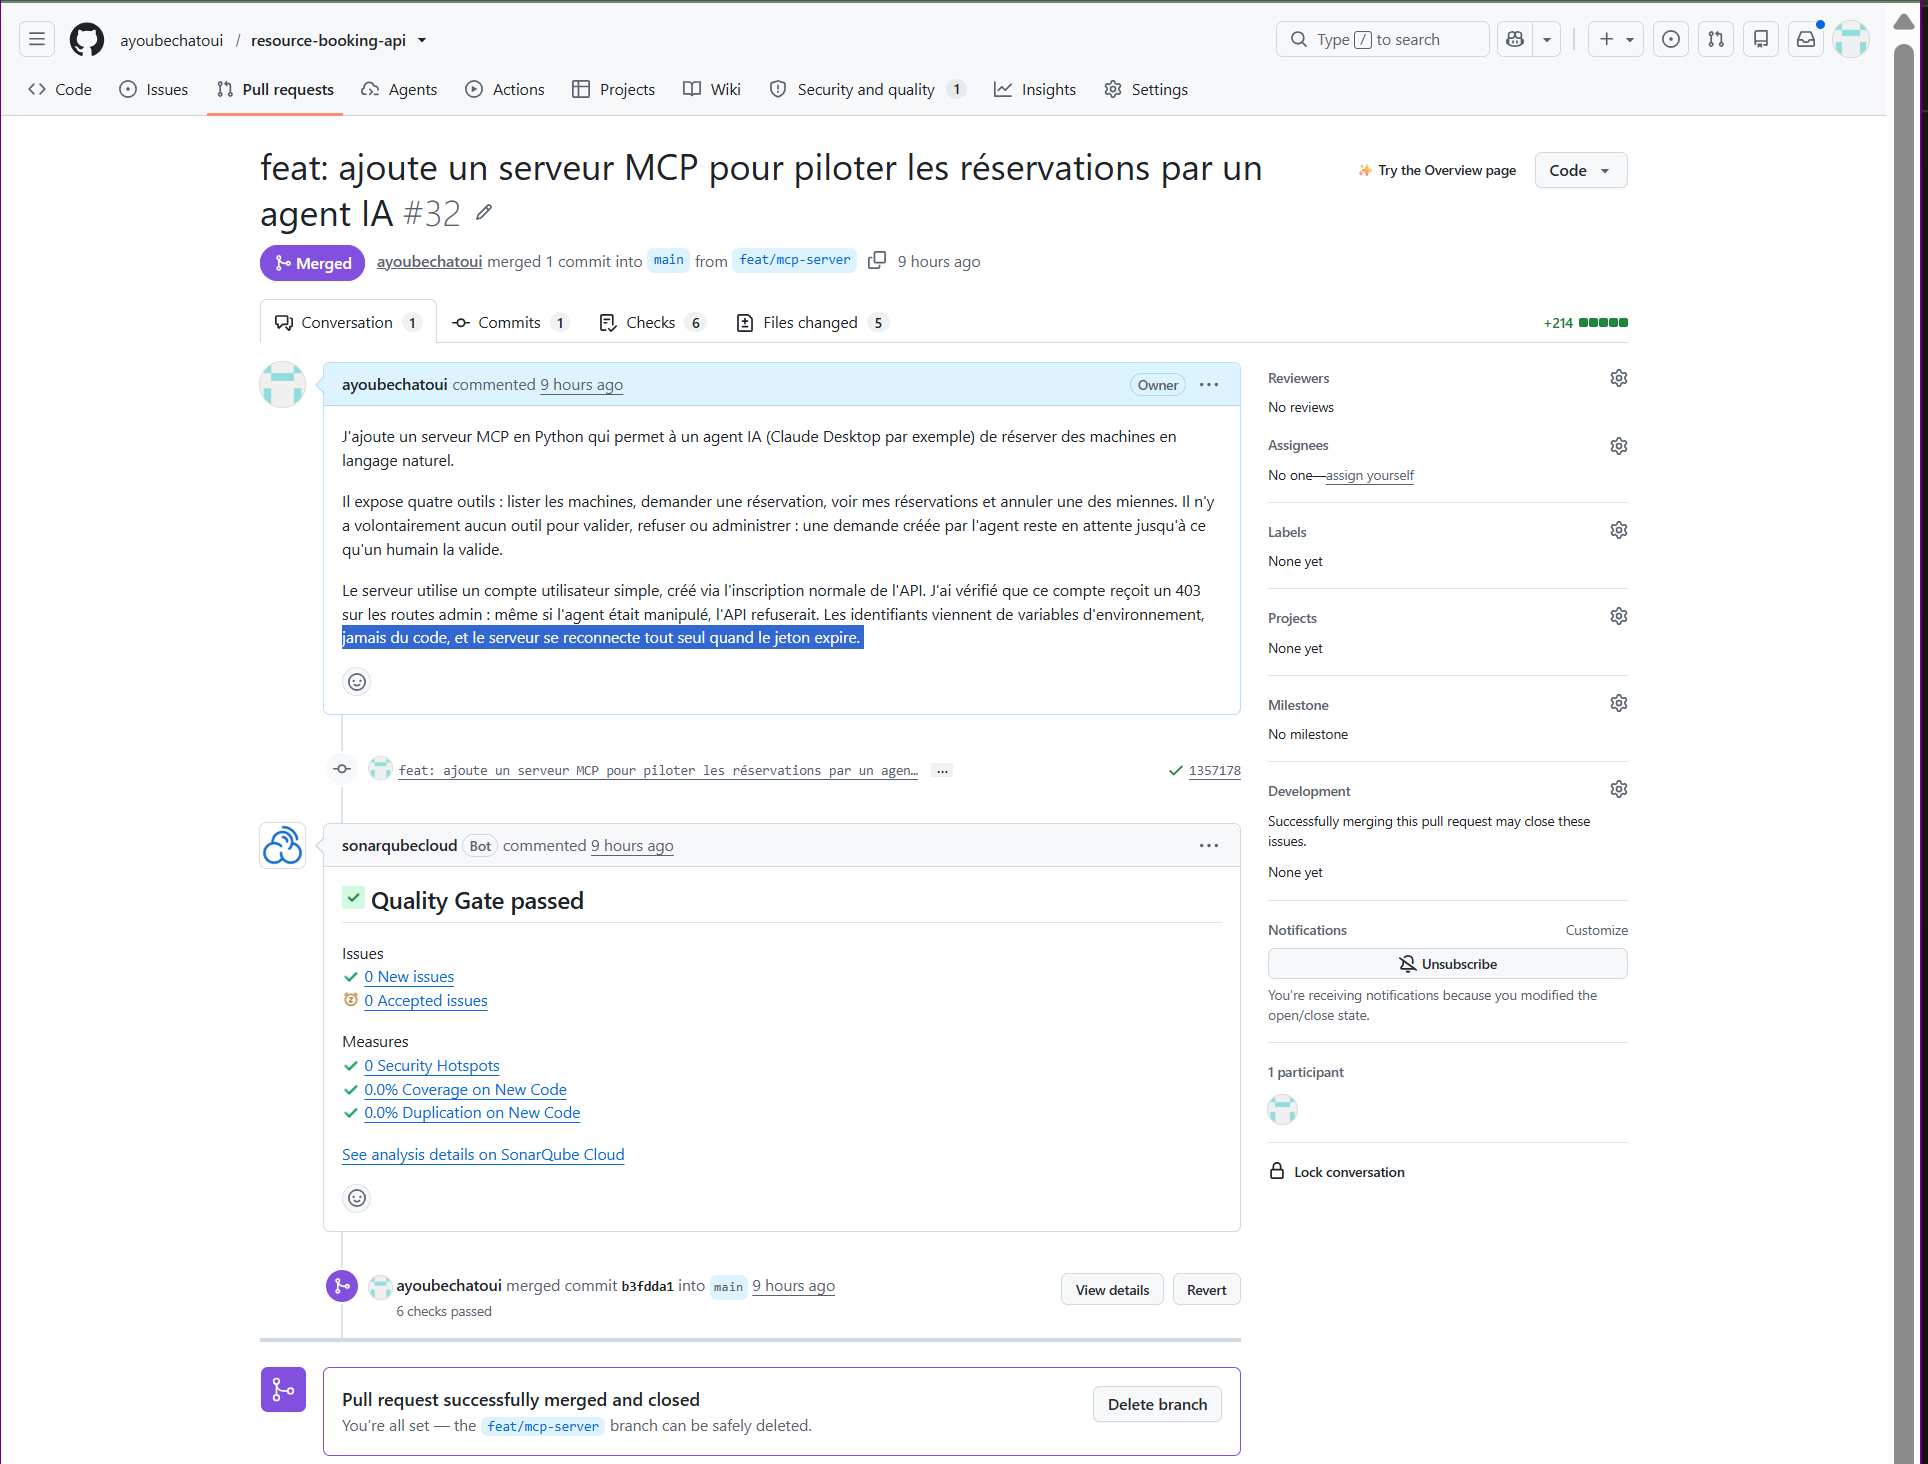 ayoubechatoui / resource-booking-api
Type / to search
Code
Issues
Pull requests
Agents
Actions
Projects
Wiki
Security and quality 1
Insights
Settings
feat: ajoute un serveur MCP pour piloter les réservations par un
agent IA #32
Try the Overview page
Code
Merged
ayoubechatoui merged 1 commit into main from feat/mcp-server 9 hours ago
Conversation 1
Commits 1
Checks 6
Files changed 5
+214
ayoubechatoui commented 9 hours ago
Owner
J'ajoute un serveur MCP en Python qui permet à un agent IA (Claude Desktop par exemple) de réserver des machines en
langage naturel.
Il expose quatre outils : lister les machines, demander une réservation, voir mes réservations et annuler une des miennes. Il n'y
a volontairement aucun outil pour valider, refuser ou administrer : une demande créée par l'agent reste en attente jusqu'à ce
qu'un humain la valide.
Le serveur utilise un compte utilisateur simple, créé via l'inscription normale de l'API. J'ai vérifié que ce compte reçoit un 403
sur les routes admin : même si l'agent était manipulé, l'API refuserait. Les identifiants viennent de variables d'environnement,
jamais du code, et le serveur se reconnecte tout seul quand le jeton expire.
feat: ajoute un serveur MCP pour piloter les réservations par un agen…
...
1357178
sonarqubecloud Bot commented 9 hours ago
Quality Gate passed
Issues
0 New issues
0 Accepted issues
Measures
0 Security Hotspots
0.0% Coverage on New Code
0.0% Duplication on New Code
See analysis details on SonarQube Cloud
ayoubechatoui merged commit b3fdda1 into main 9 hours ago
6 checks passed
View details
Revert
Pull request successfully merged and closed
You're all set — the feat/mcp-server branch can be safely deleted.
Delete branch
Reviewers
No reviews
Assignees
No one—assign yourself
Labels
None yet
Projects
None yet
Milestone
No milestone
Development
Successfully merging this pull request may close these
issues.
None yet
Notifications
Customize
Unsubscribe
You're receiving notifications because you modified the
open/close state.
1 participant
Lock conversation